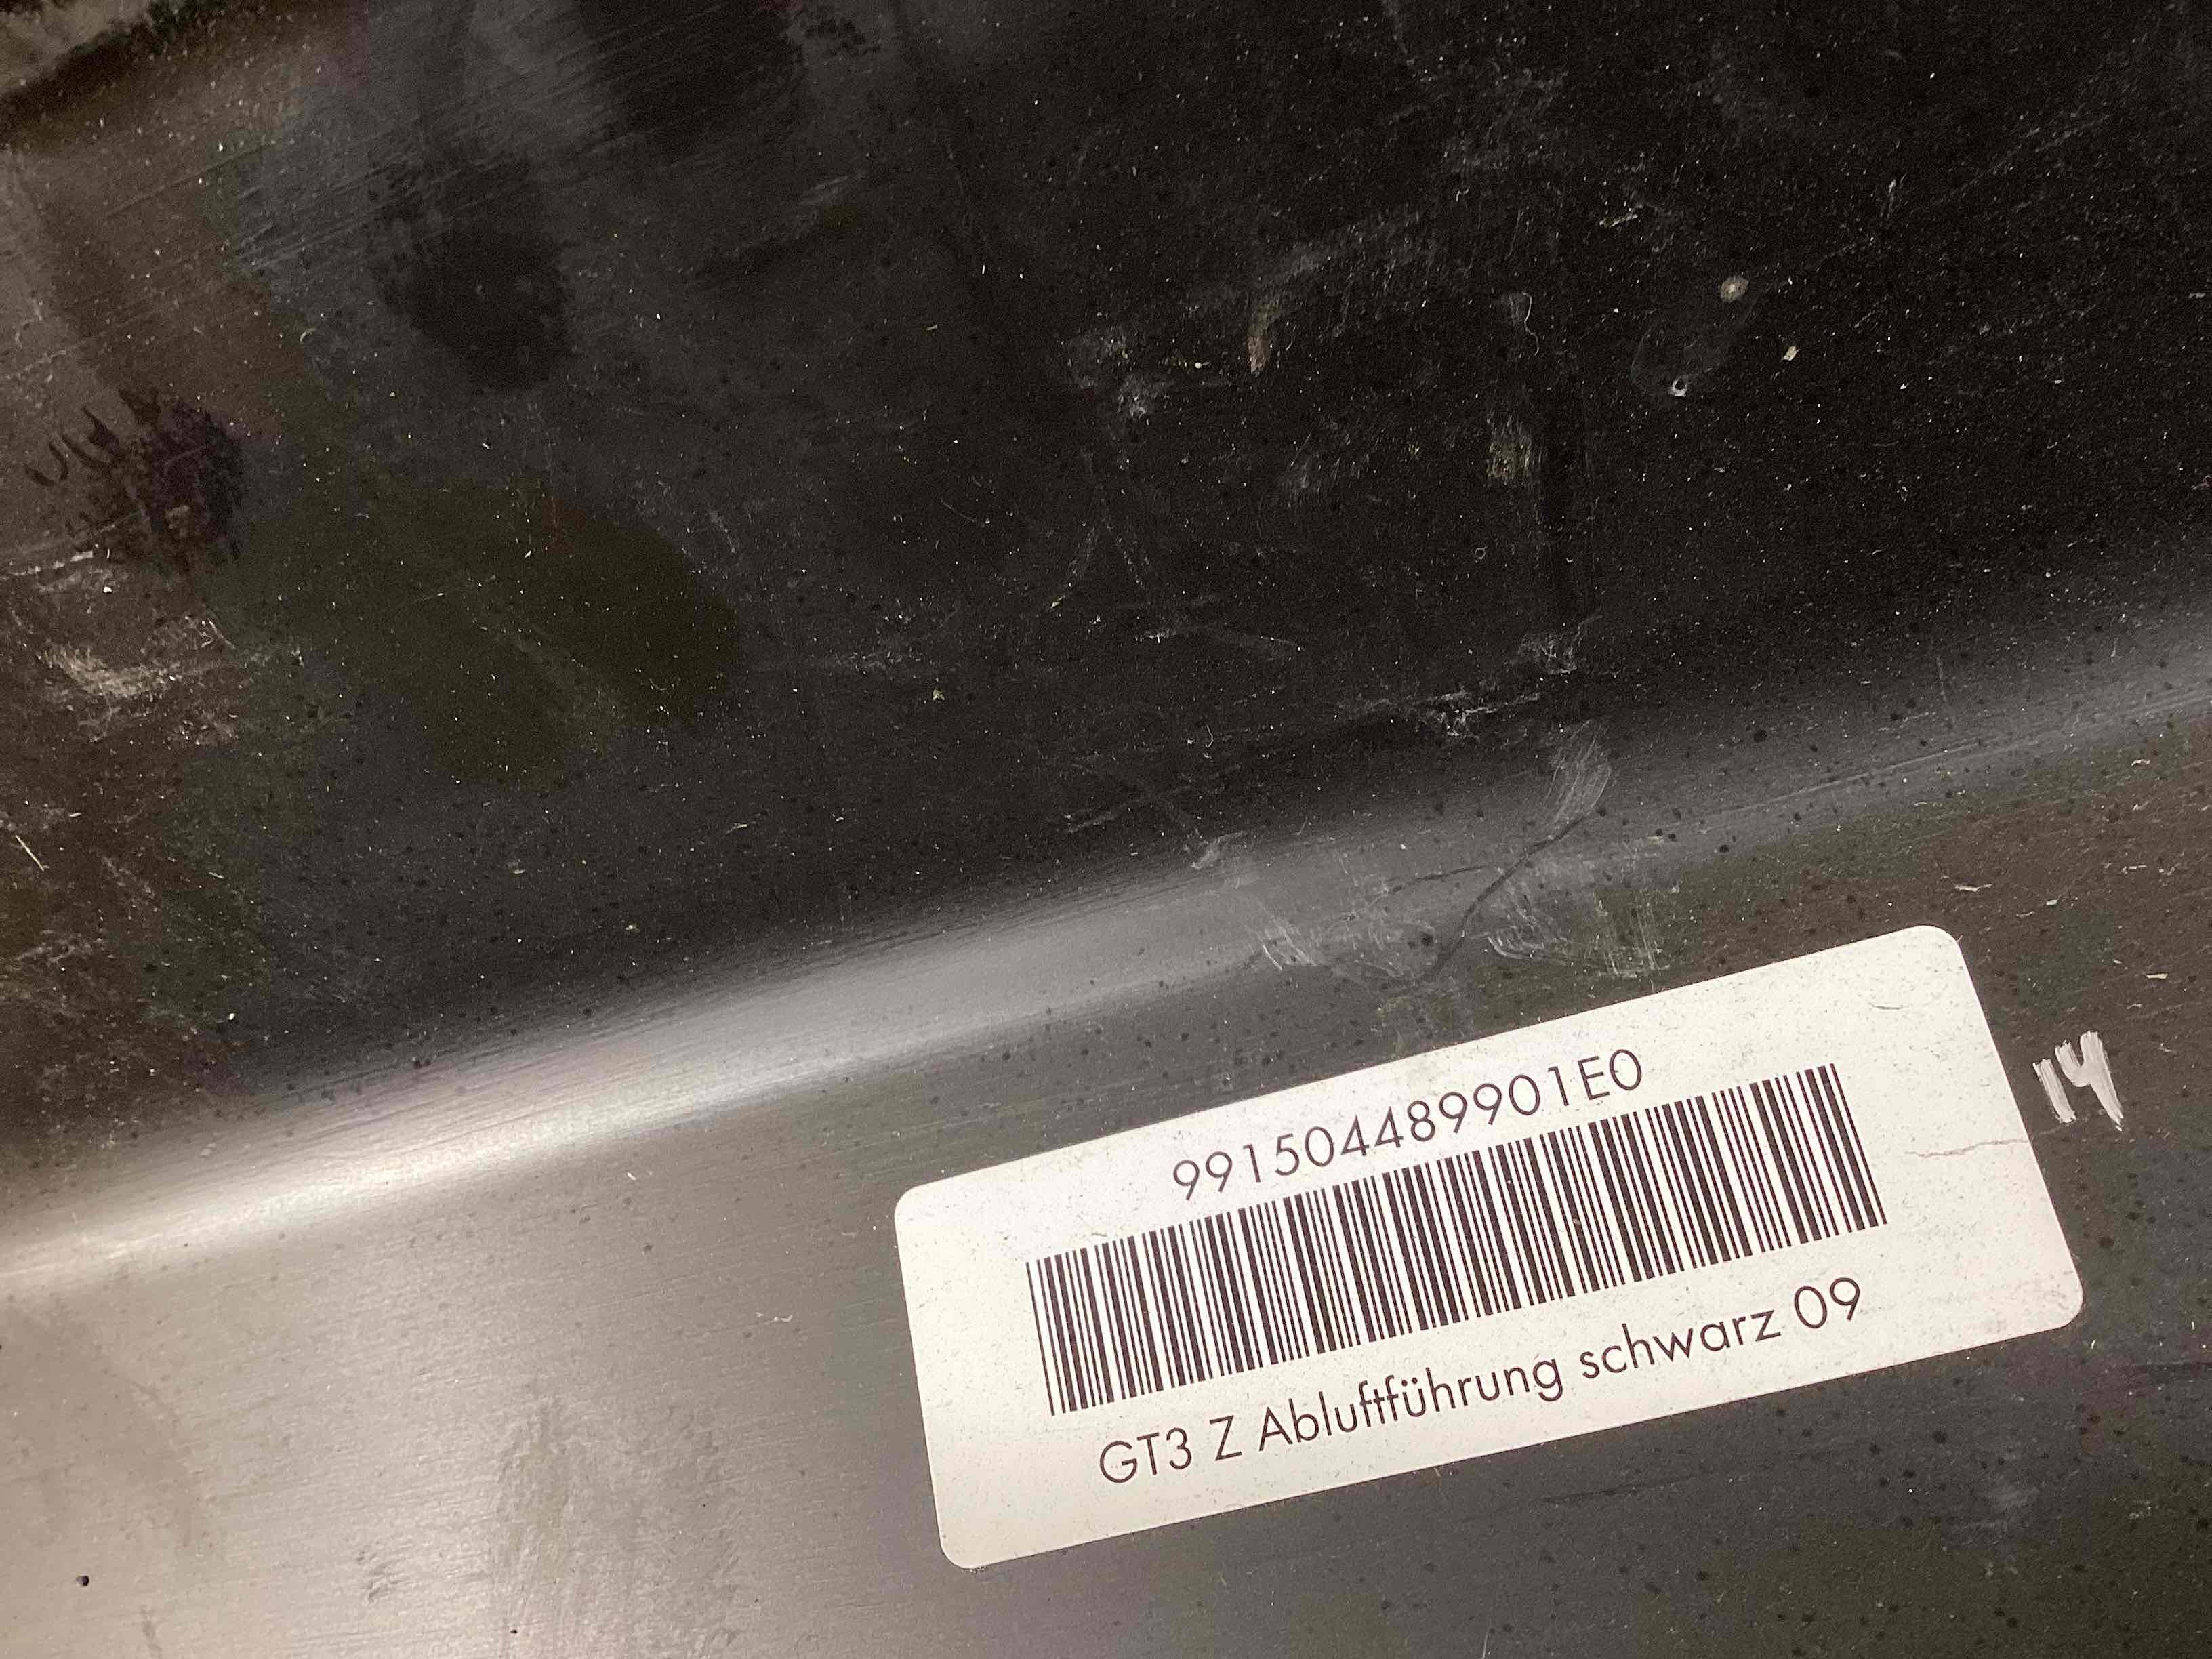 991504489901E0
14
GT3 Z Abluftführung schwarz 09